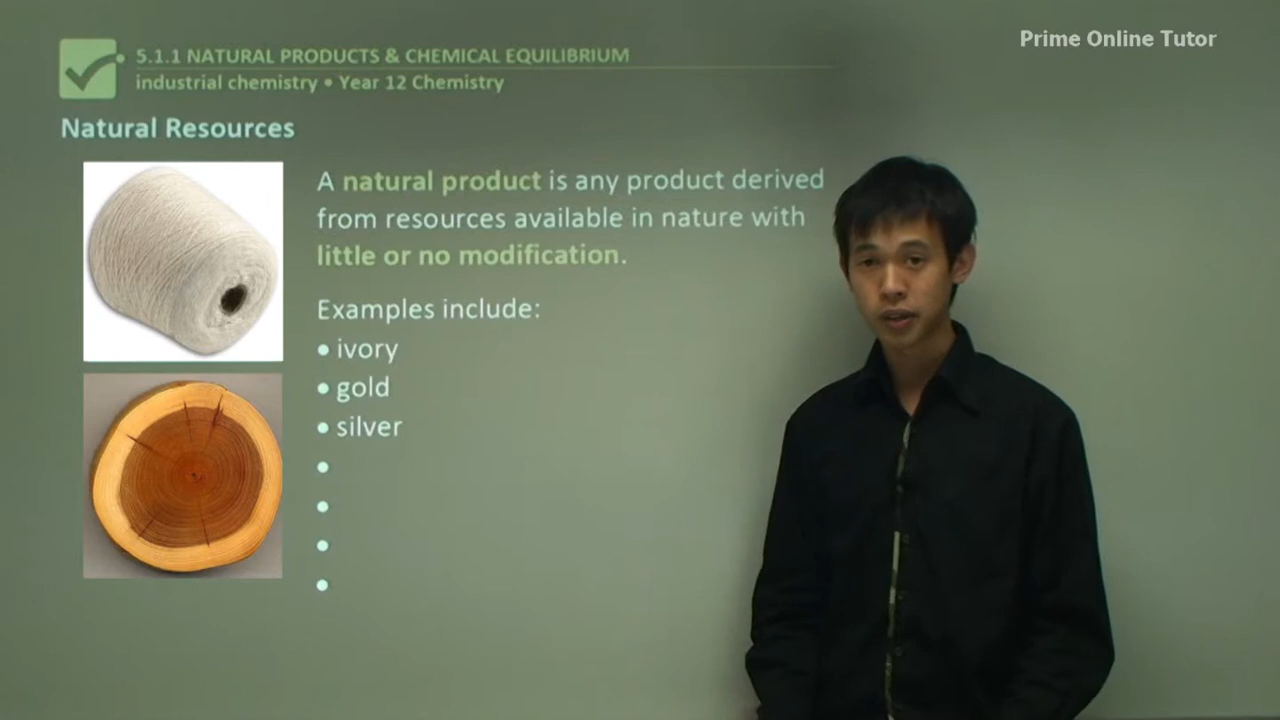 Prime Online Tutor
5.1.1 NATURAL PRODUCTS & CHEMICAL EQUILIBRIUM
industrial chemistry • Year 12 Chemistry
Natural Resources
A natural product is any product derived
from resources available in nature with
little or no modification.
Examples include:
• ivory
• gold
• silver
•
•
•
•